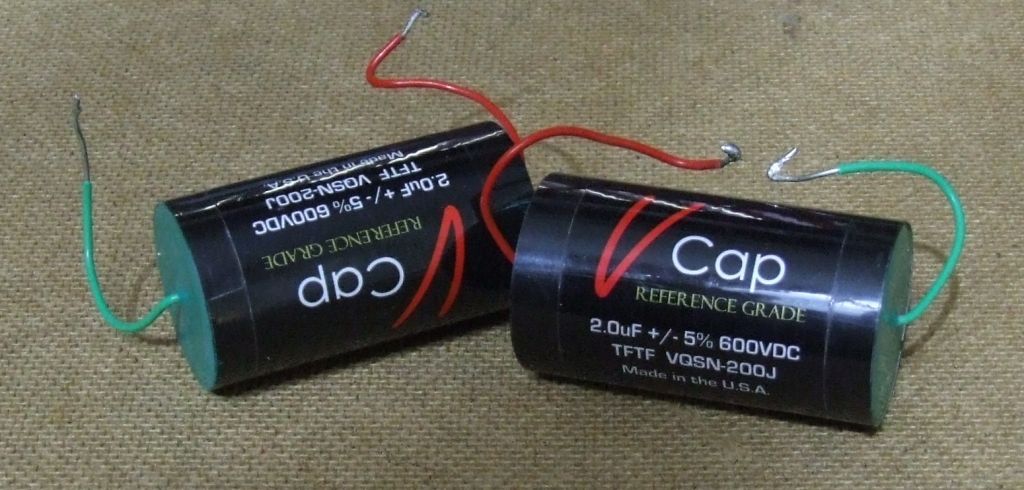 V Cap
REFERENCE GRADE
2.0uF +/- 5% 600VDC
TFTF VQSN-200J
Made in the U.S.A.
V Cap
REFERENCE GRADE
2.0uF +/- 5% 600VDC
TFTF VQSN-200J
Made in the U.S.A.